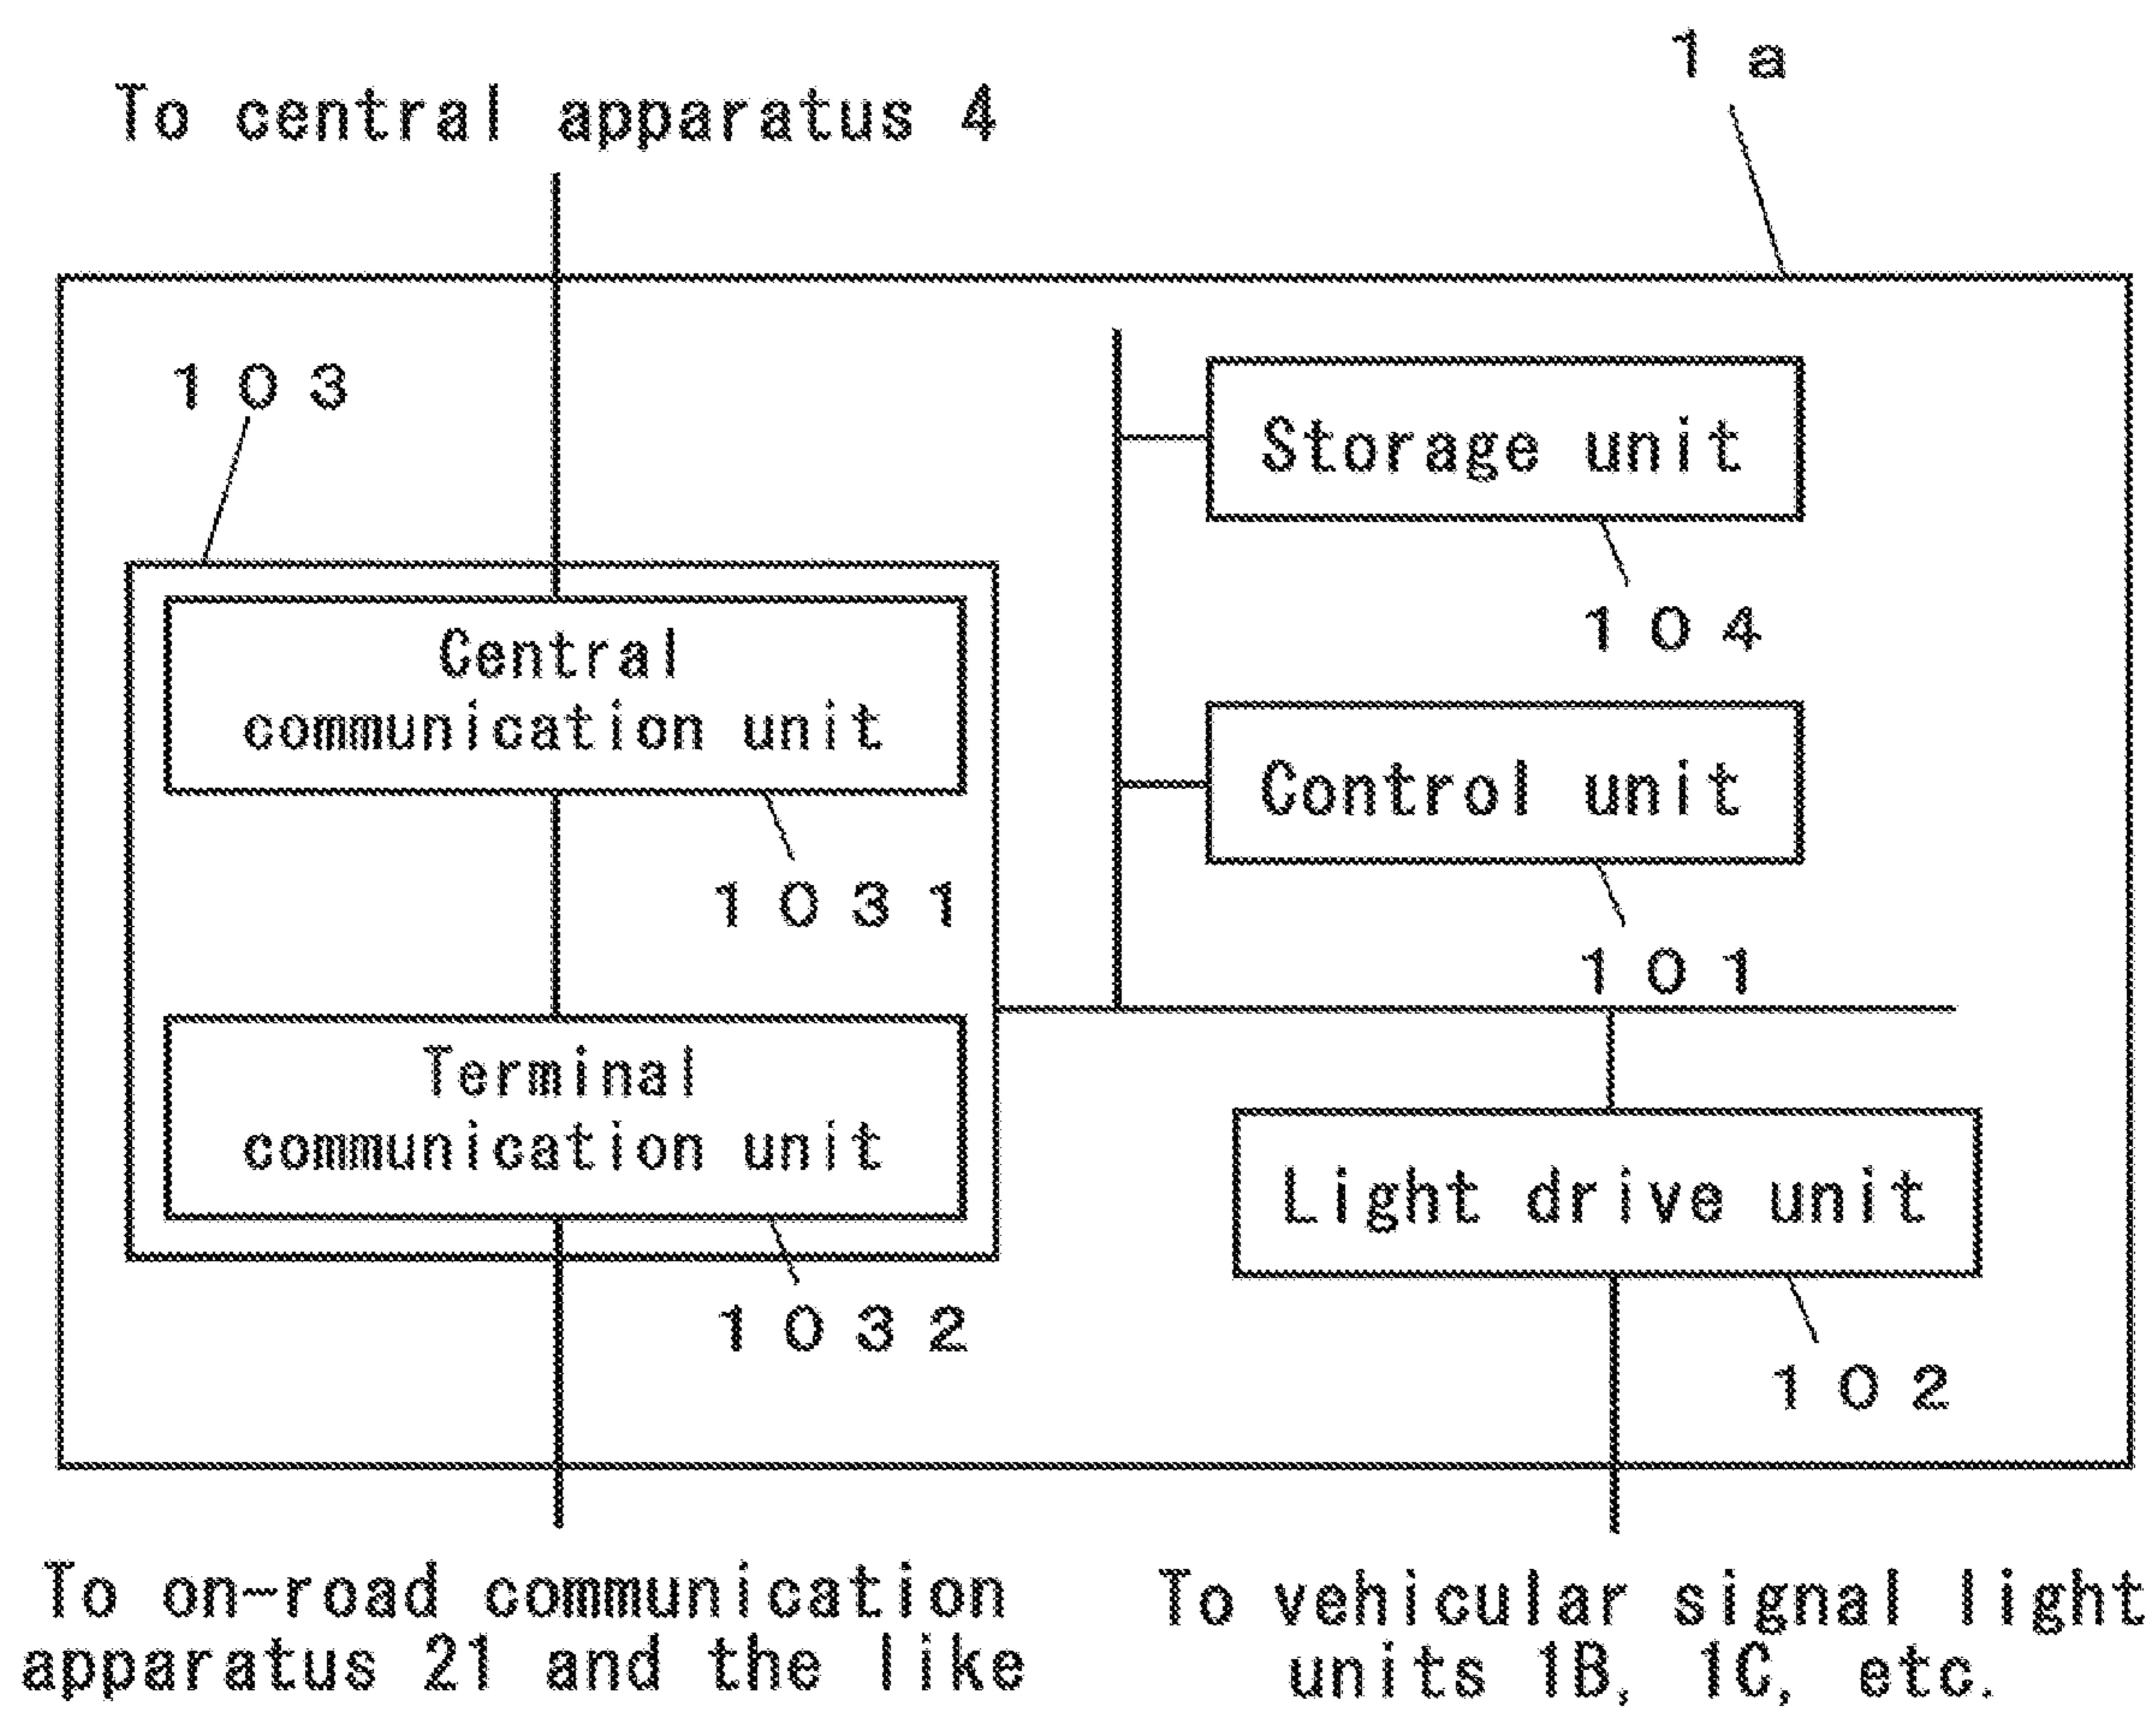 1a
To central apparatus 4
103
Storage unit
104
Central
communication unit
Control unit
1031
101
Terminal
communication unit
Light drive unit
1032
102
To on-road communication
apparatus 21 and the like
To vehicular signal light
units 1B, 1C, etc.